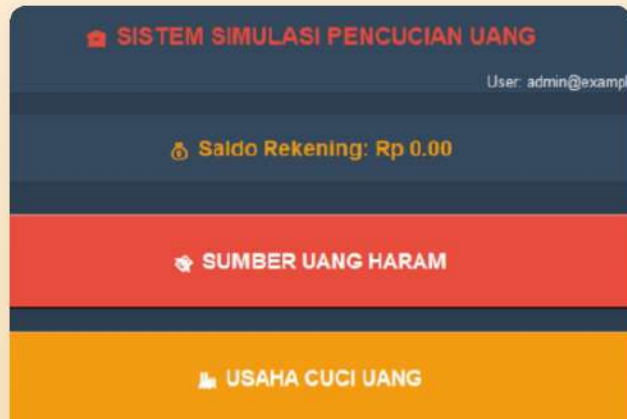 SISTEM SIMULASI PENCUCIAN UANG
User: admin@exampl
Saldo Rekening: Rp 0.00
SUMBER UANG HARAM
USAHA CUCI UANG